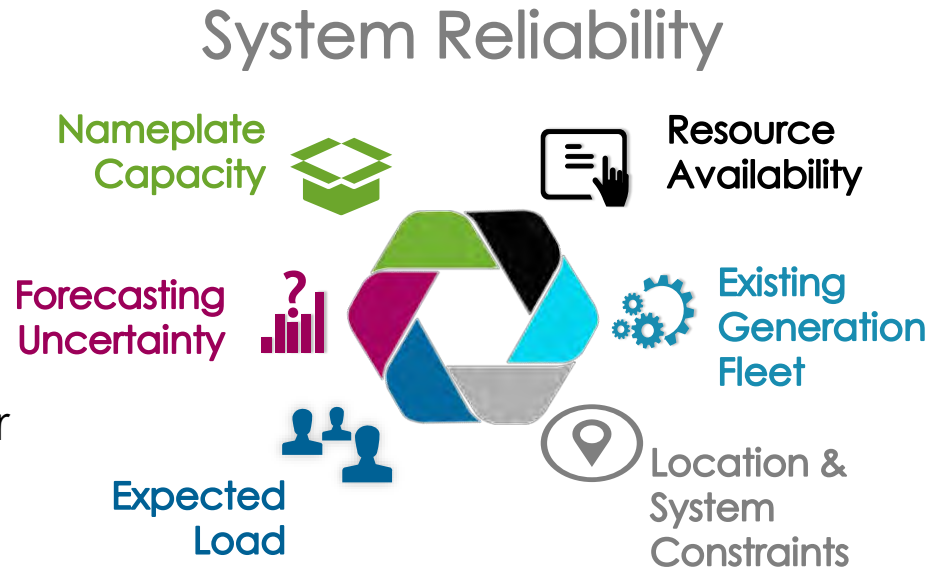 System Reliability
Nameplate
Capacity
Resource
Availability
Forecasting
Uncertainty
?
Existing
Generation
Fleet
r
Expected
Load
Location &
System
Constraints